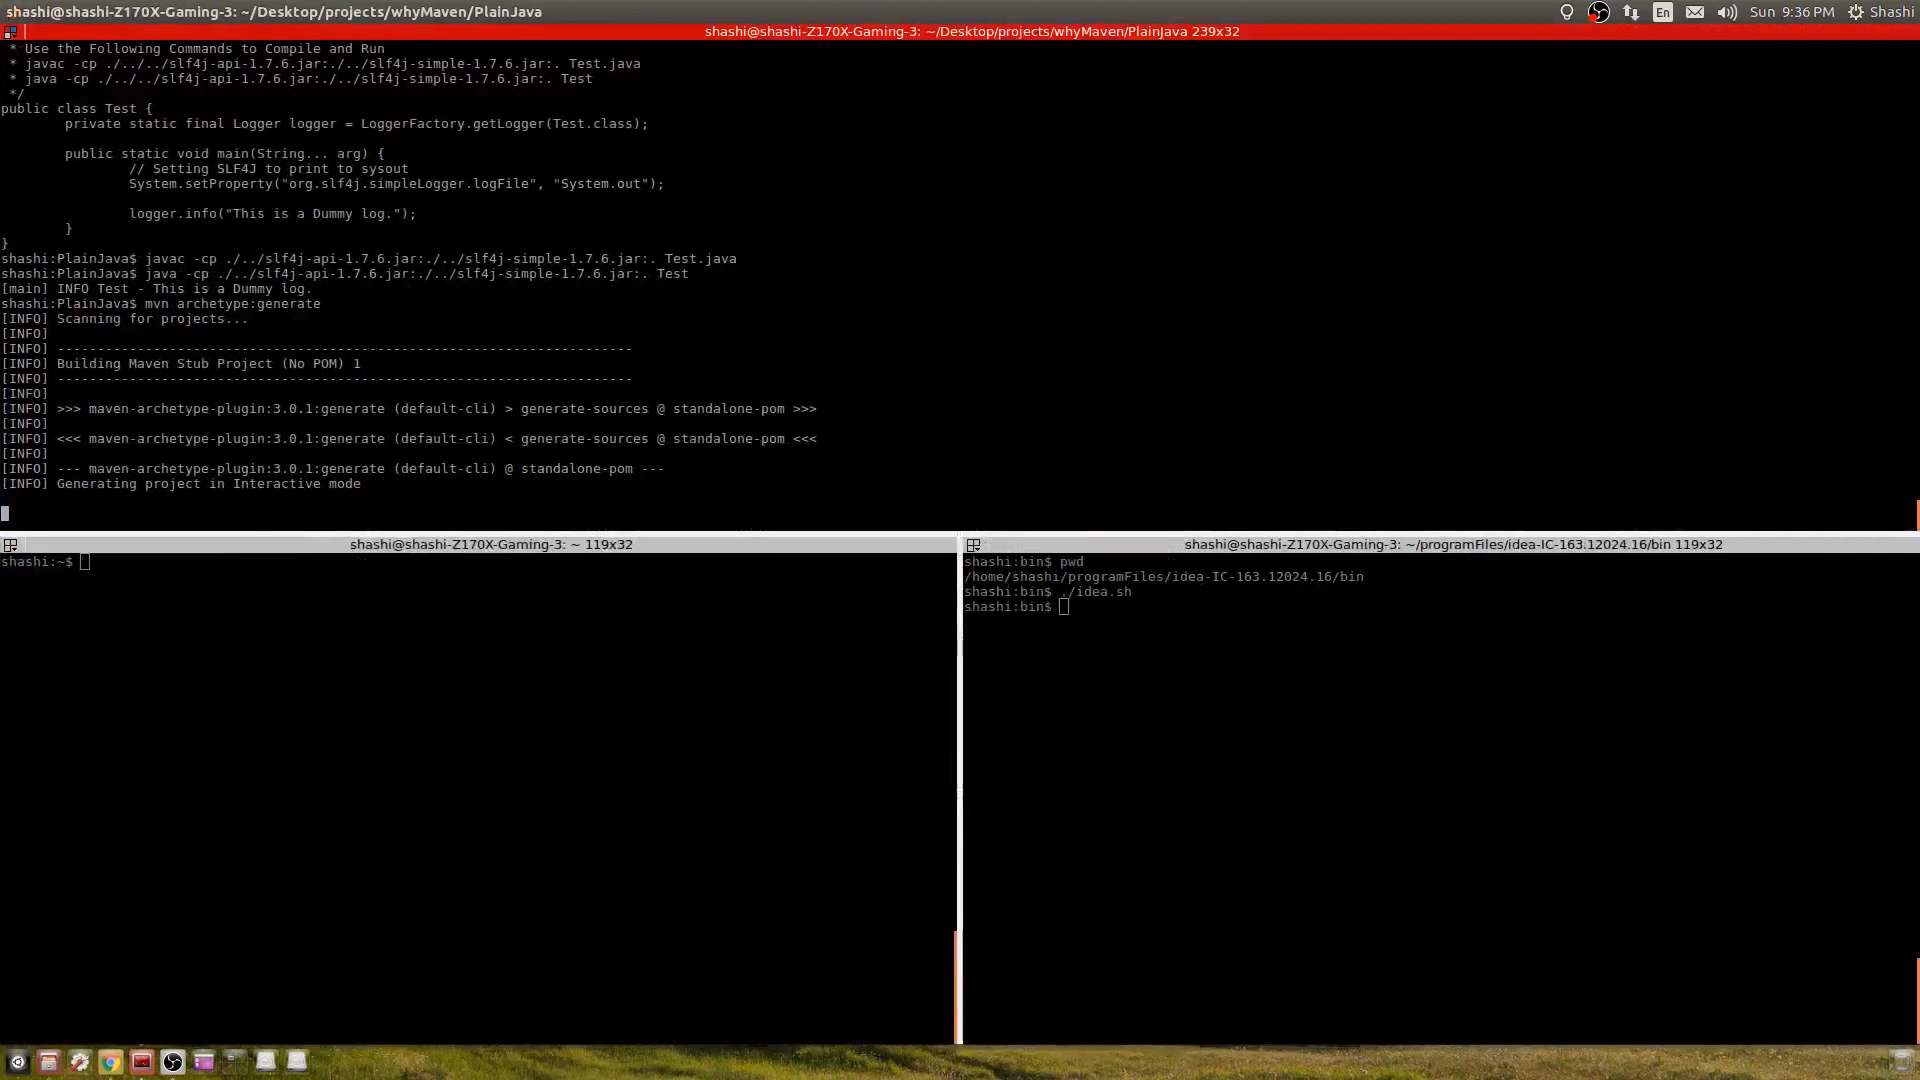 shashi@shashi-Z170X-Gaming-3: ~/Desktop/projects/whyMaven/PlainJava
En
Sun 9:36 PM
Shashi
shashi@shashi-Z170X-Gaming-3: ~/Desktop/projects/whyMaven/PlainJava 239x32
* Use the Following Commands to Compile and Run
* javac -cp ./../../slf4j-api-1.7.6.jar:./../slf4j-simple-1.7.6.jar:. Test.java
* java -cp ./../../slf4j-api-1.7.6.jar:./../slf4j-simple-1.7.6.jar:. Test
*/
public class Test {
private static final Logger logger = LoggerFactory.getLogger(Test.class);
public static void main(String... arg) {
// Setting SLF4J to print to sysout
System.setProperty("org.slf4j.simpleLogger.logFile", "System.out");
logger.info("This is a Dummy log.");
}
}
shashi:PlainJava$ javac -cp ./../slf4j-api-1.7.6.jar:./../slf4j-simple-1.7.6.jar:. Test.java
shashi:PlainJava$ java -cp ./../slf4j-api-1.7.6.jar:./../slf4j-simple-1.7.6.jar:. Test
[main] INFO Test - This is a Dummy log.
shashi:PlainJava$ mvn archetype:generate
[INFO] Scanning for projects...
[INFO]
[INFO] ------------------------------------------------------------------------
[INFO] Building Maven Stub Project (No POM) 1
[INFO] ------------------------------------------------------------------------
[INFO]
[INFO] >>> maven-archetype-plugin:3.0.1:generate (default-cli) > generate-sources @ standalone-pom >>>
[INFO]
[INFO] <<< maven-archetype-plugin:3.0.1:generate (default-cli) < generate-sources @ standalone-pom <<<
[INFO]
[INFO] --- maven-archetype-plugin:3.0.1:generate (default-cli) @ standalone-pom ---
[INFO] Generating project in Interactive mode
shashi@shashi-Z170X-Gaming-3: ~ 119x32
shashi:~$
shashi@shashi-Z170X-Gaming-3: ~/programFiles/idea-IC-163.12024.16/bin 119x32
shashi:bin$ pwd
/home/shashi/programFiles/idea-IC-163.12024.16/bin
shashi:bin$ ./idea.sh
shashi:bin$